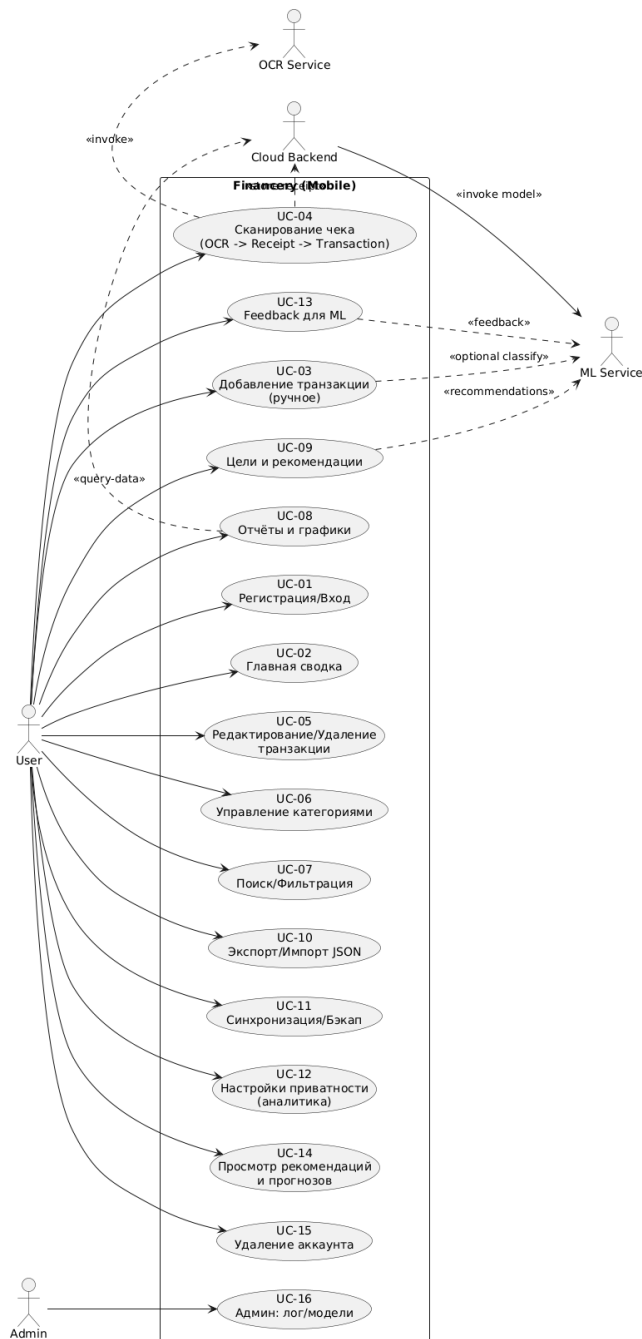 OCR Service
«invoke»
Cloud Backend
Financery (Mobile)
«invoke model»
UC-04
Сканирование чека
(OCR -> Receipt -> Transaction)
UC-13
Feedback для ML
«feedback»
ML Service
UC-03
Добавление транзакции
(ручное)
«optional classify»
«recommendations»
UC-09
Цели и рекомендации
«query-data»
UC-08
Отчёты и графики
UC-01
Регистрация/Вход
UC-02
Главная сводка
User
UC-05
Редактирование/Удаление
транзакции
UC-06
Управление категориями
UC-07
Поиск/Фильтрация
UC-10
Экспорт/Импорт JSON
UC-11
Синхронизация/Бэкап
UC-12
Настройки приватности
(аналитика)
UC-14
Просмотр рекомендаций
и прогнозов
UC-15
Удаление аккаунта
Admin
UC-16
Админ: лог/модели